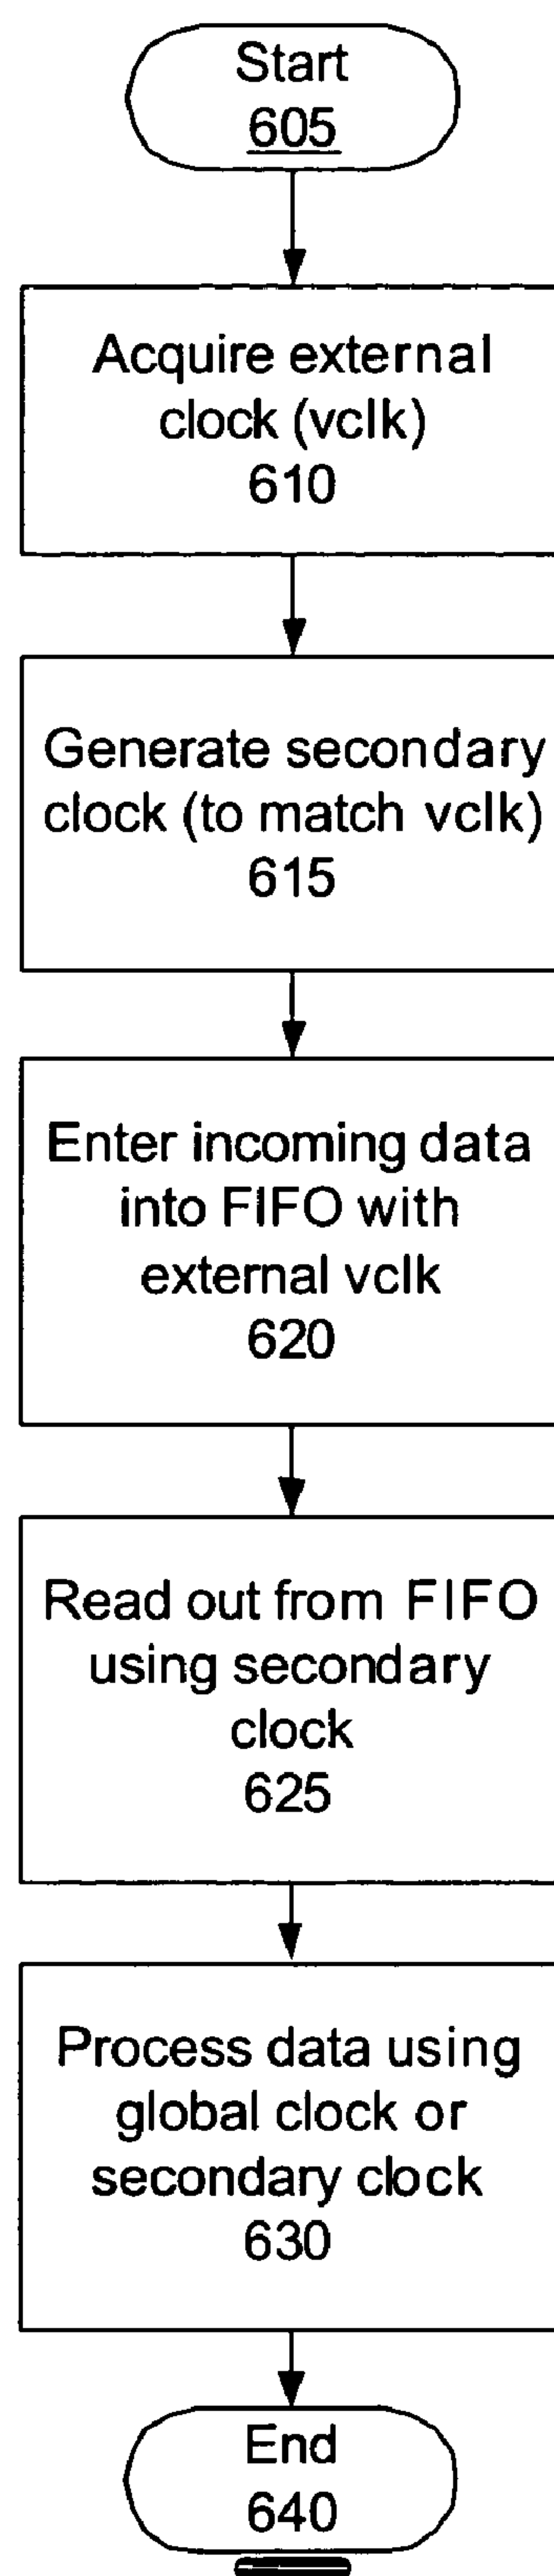 Start
605
Acquire external
clock (vclk)
610
Generate secondary
clock (to match vclk)
615
Enter incoming data
into FIFO with
external vclk
620
Read out from FIFO
using secondary
clock
625
Process data using
global clock or
secondary clock
630
End
640